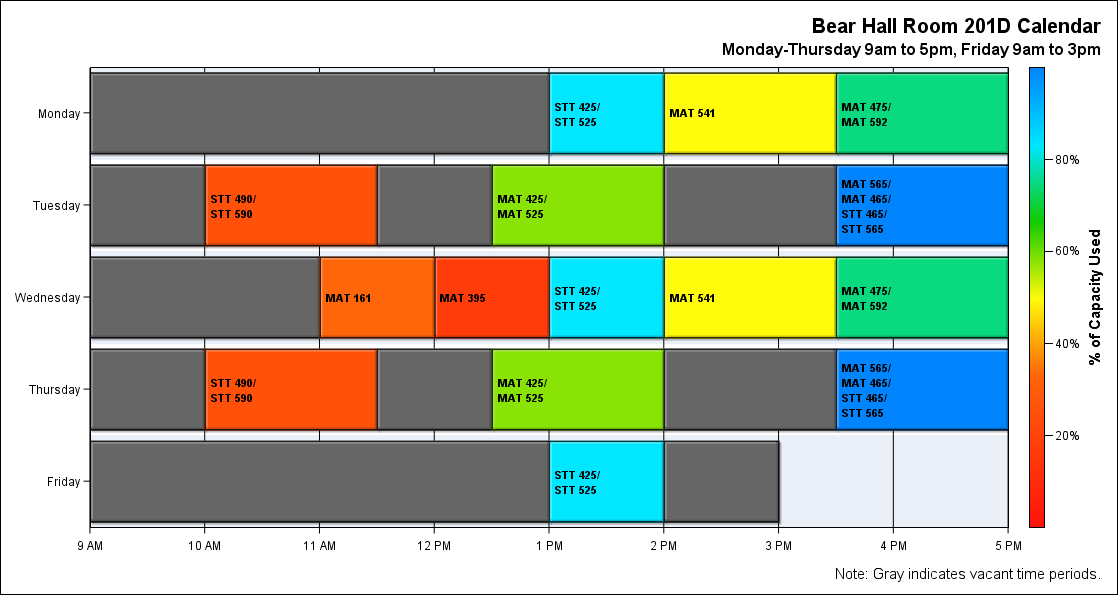 Bear Hall Room 201D Calendar
Monday-Thursday 9am to 5pm, Friday 9am to 3pm
Monday
STT 425/
STT 525
MAT 541
MAT 475/
MAT 592
Tuesday
STT 490/
STT 590
MAT 425/
MAT 525
MAT 565/
MAT 465/
STT 465/
STT 565
Wednesday
MAT 161
MAT 395
STT 425/
STT 525
MAT 541
MAT 475/
MAT 592
Thursday
STT 490/
STT 590
MAT 425/
MAT 525
MAT 565/
MAT 465/
STT 465/
STT 565
Friday
STT 425/
STT 525
9 AM
10 AM
11 AM
12 PM
1 PM
2 PM
3 PM
4 PM
5 PM
80%
60%
40%
20%
% of Capacity Used
Note: Gray indicates vacant time periods.